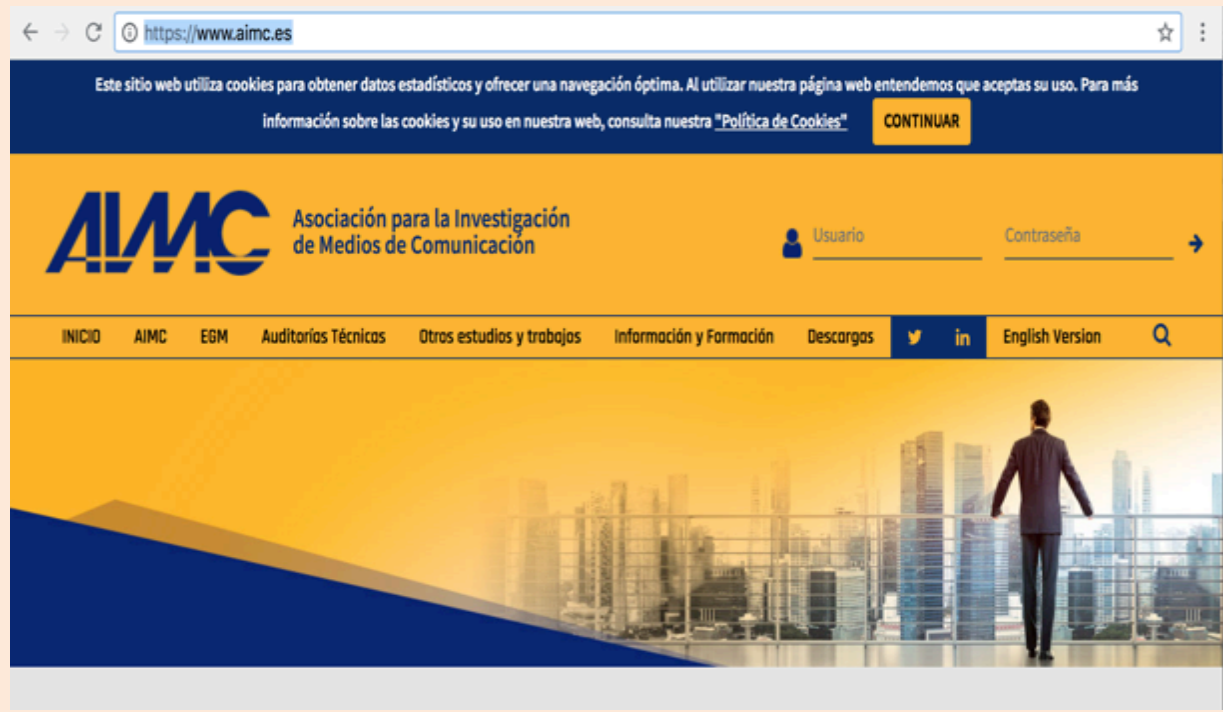 https://www.aimc.es
Este sitio web utiliza cookies para obtener datos estadísticos y ofrecer una navegación óptima. Al utilizar nuestra página web entendemos que aceptas su uso. Para más
información sobre las cookies y su uso en nuestra web, consulta nuestra "Política de Cookies" CONTINUAR
AIMC
Asociación para la Investigación
de Medios de Comunicación
Usuario Contraseña
INICIO AIMC EGM Auditorías Técnicas Otros estudios y trabajos Información y Formación Descargas in English Version